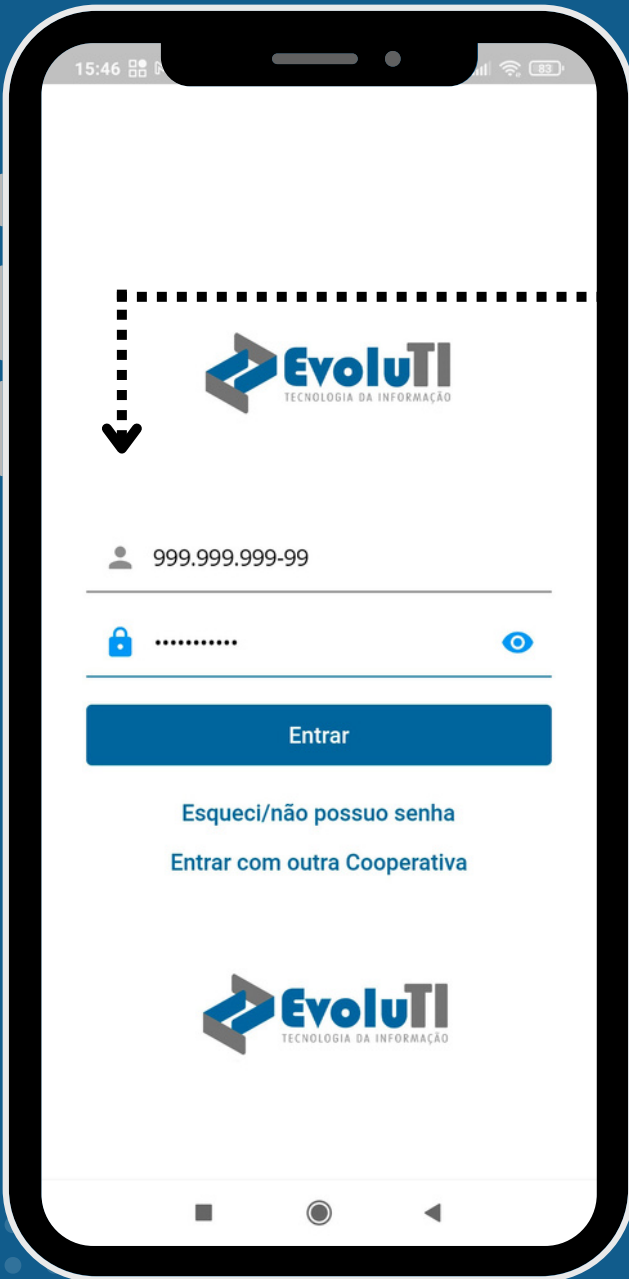 15:46
83
EvoluTI
TECNOLOGIA DA INFORMAÇÃO
999.999.999-99
•••••••••••
Entrar
Esqueci/não possuo senha
Entrar com outra Cooperativa
EvoluTI
TECNOLOGIA DA INFORMAÇÃO